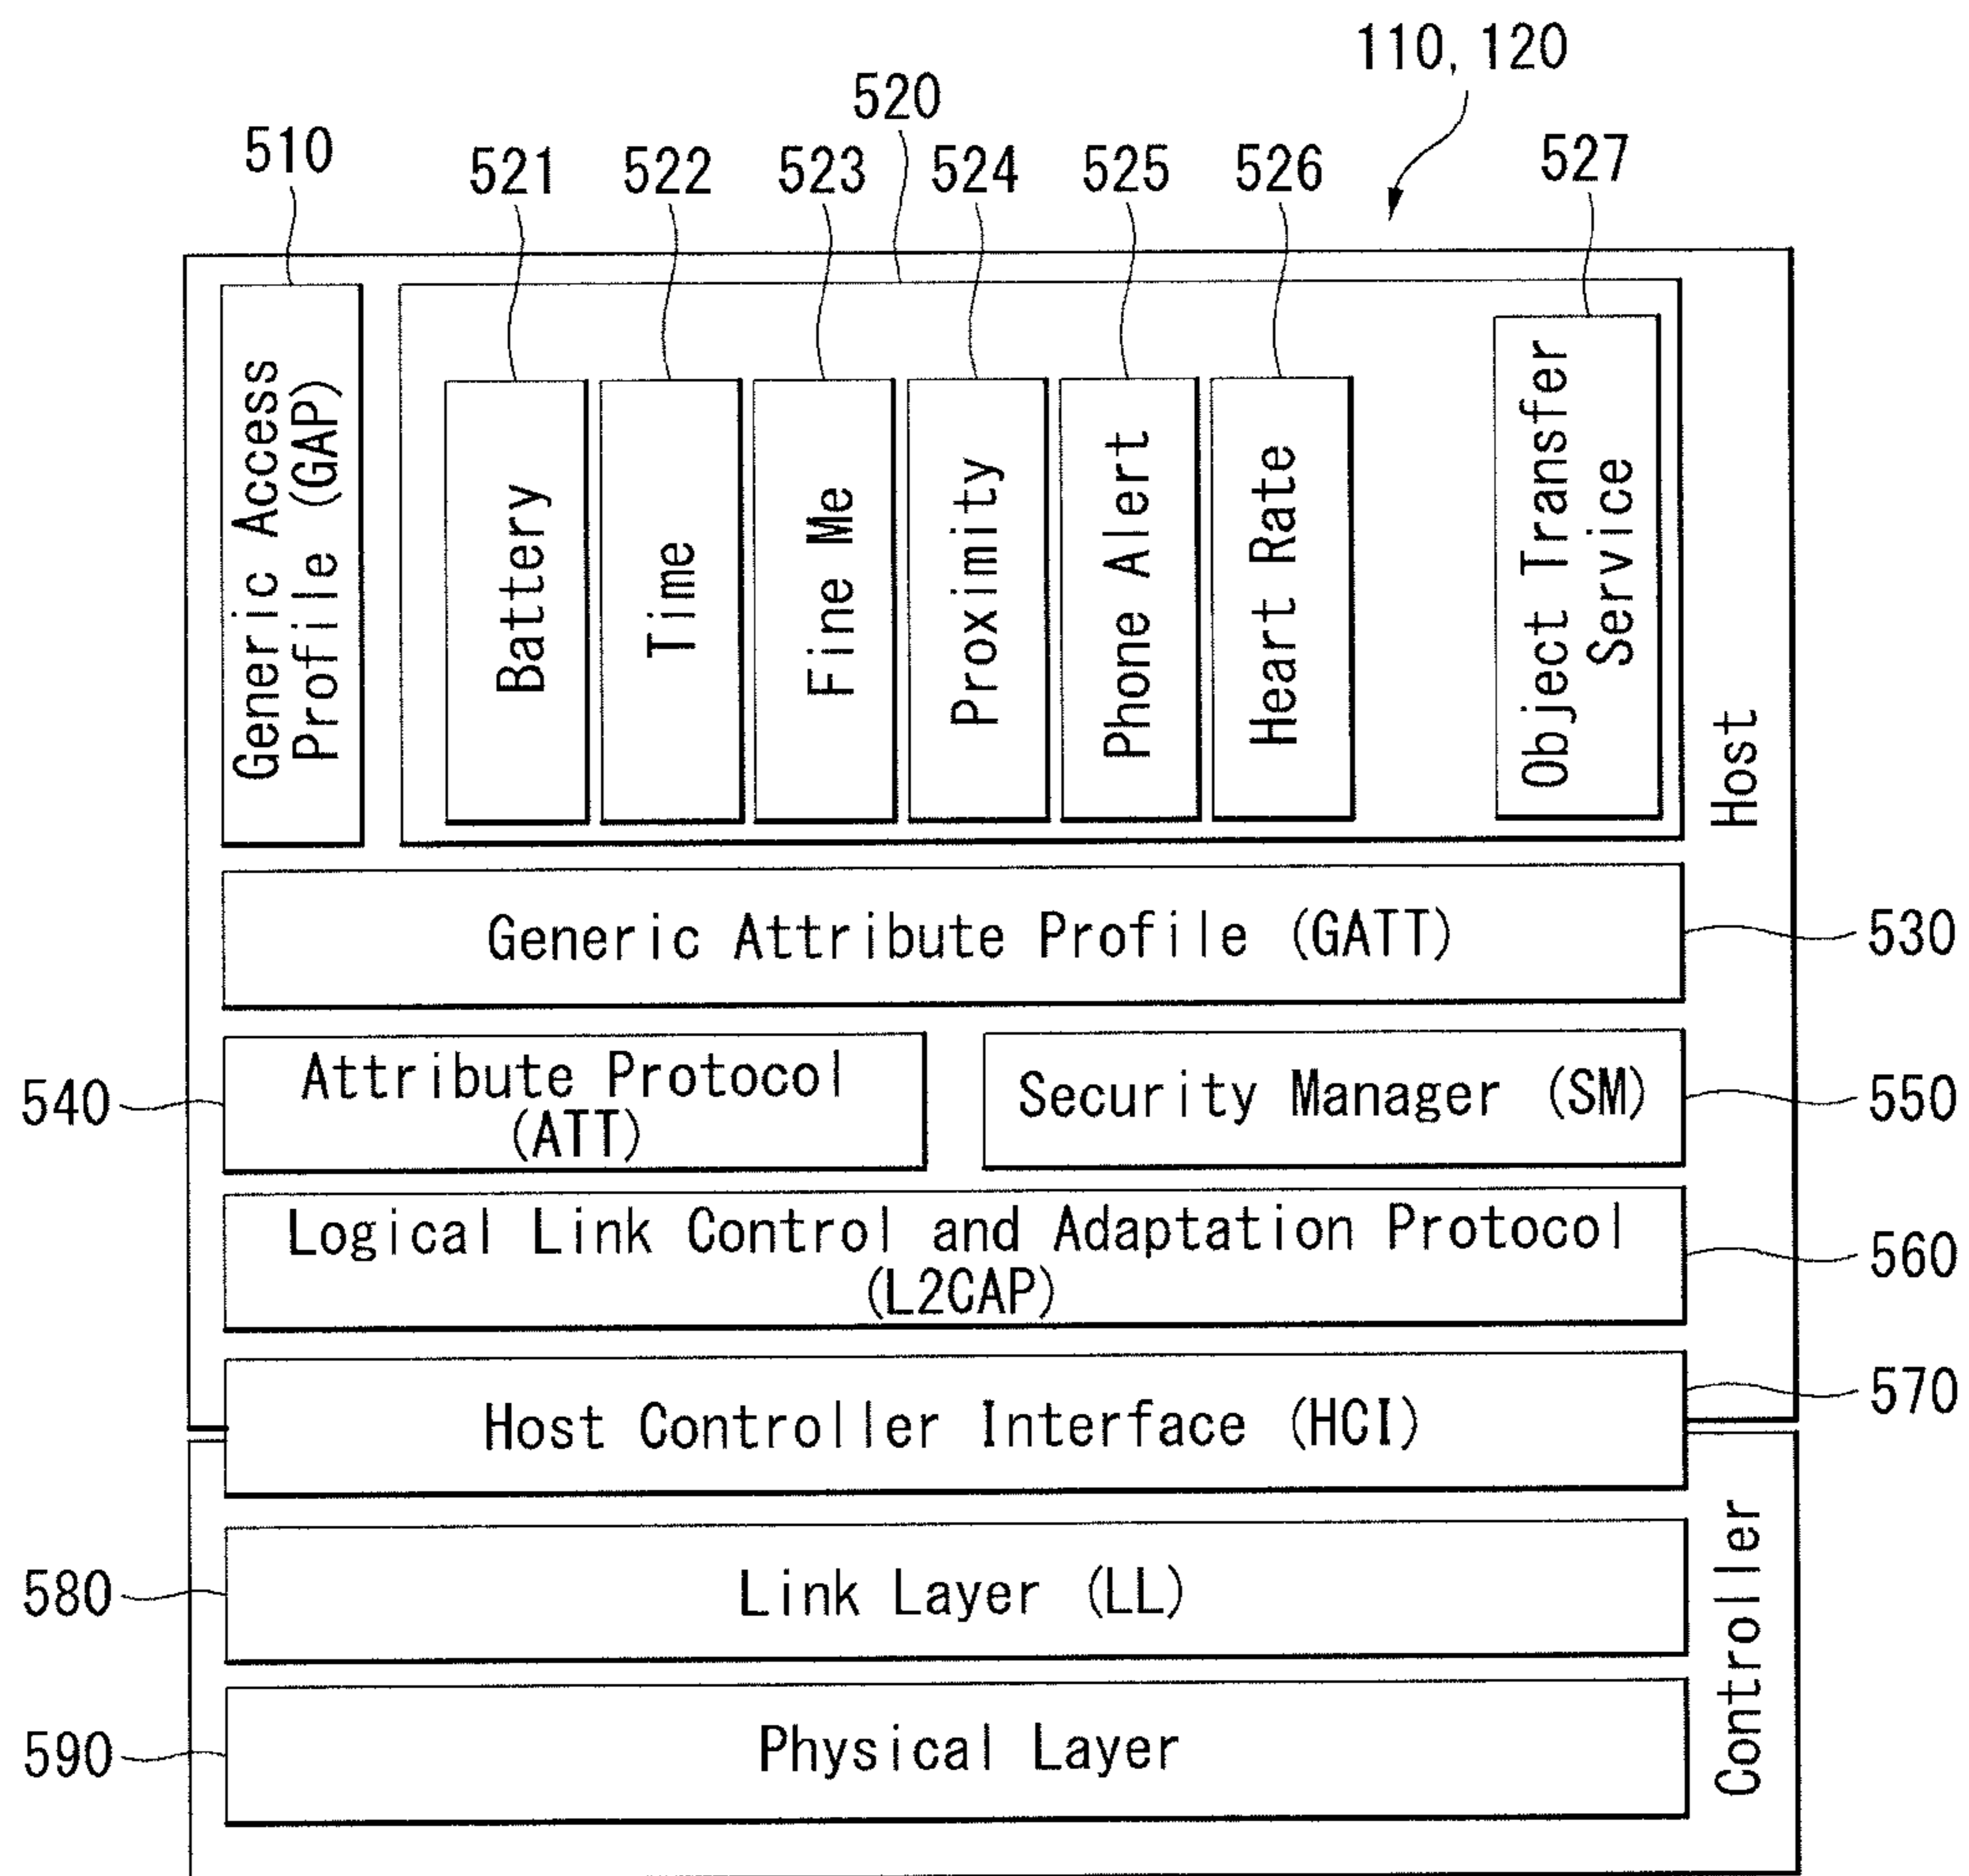 110, 120
520
510
521
522
523
524
525
526
527
Generic Access
Profile (GAP)
Battery
Time
Fine Me
Proximity
Phone Alert
Heart Rate
Object Transfer
Service
Host
Generic Attribute Profile (GATT)
530
540
Attribute Protocol
(ATT)
Security Manager (SM)
550
Logical Link Control and Adaptation Protocol
(L2CAP)
560
Host Controller Interface (HCI)
570
580
Link Layer (LL)
Controller
590
Physical Layer